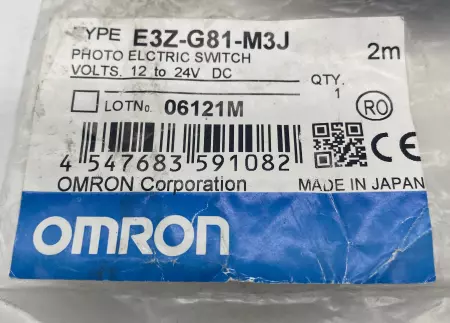 TYPE E3Z-G81-M3J
2m
PHOTO ELCTRIC SWITCH
VOLTS. 12 to 24V DC
QTY.
1
LOTNo. 06121M
RO
4 547683 591082
CE
OMRON Corporation
MADE IN JAPAN
OMRON